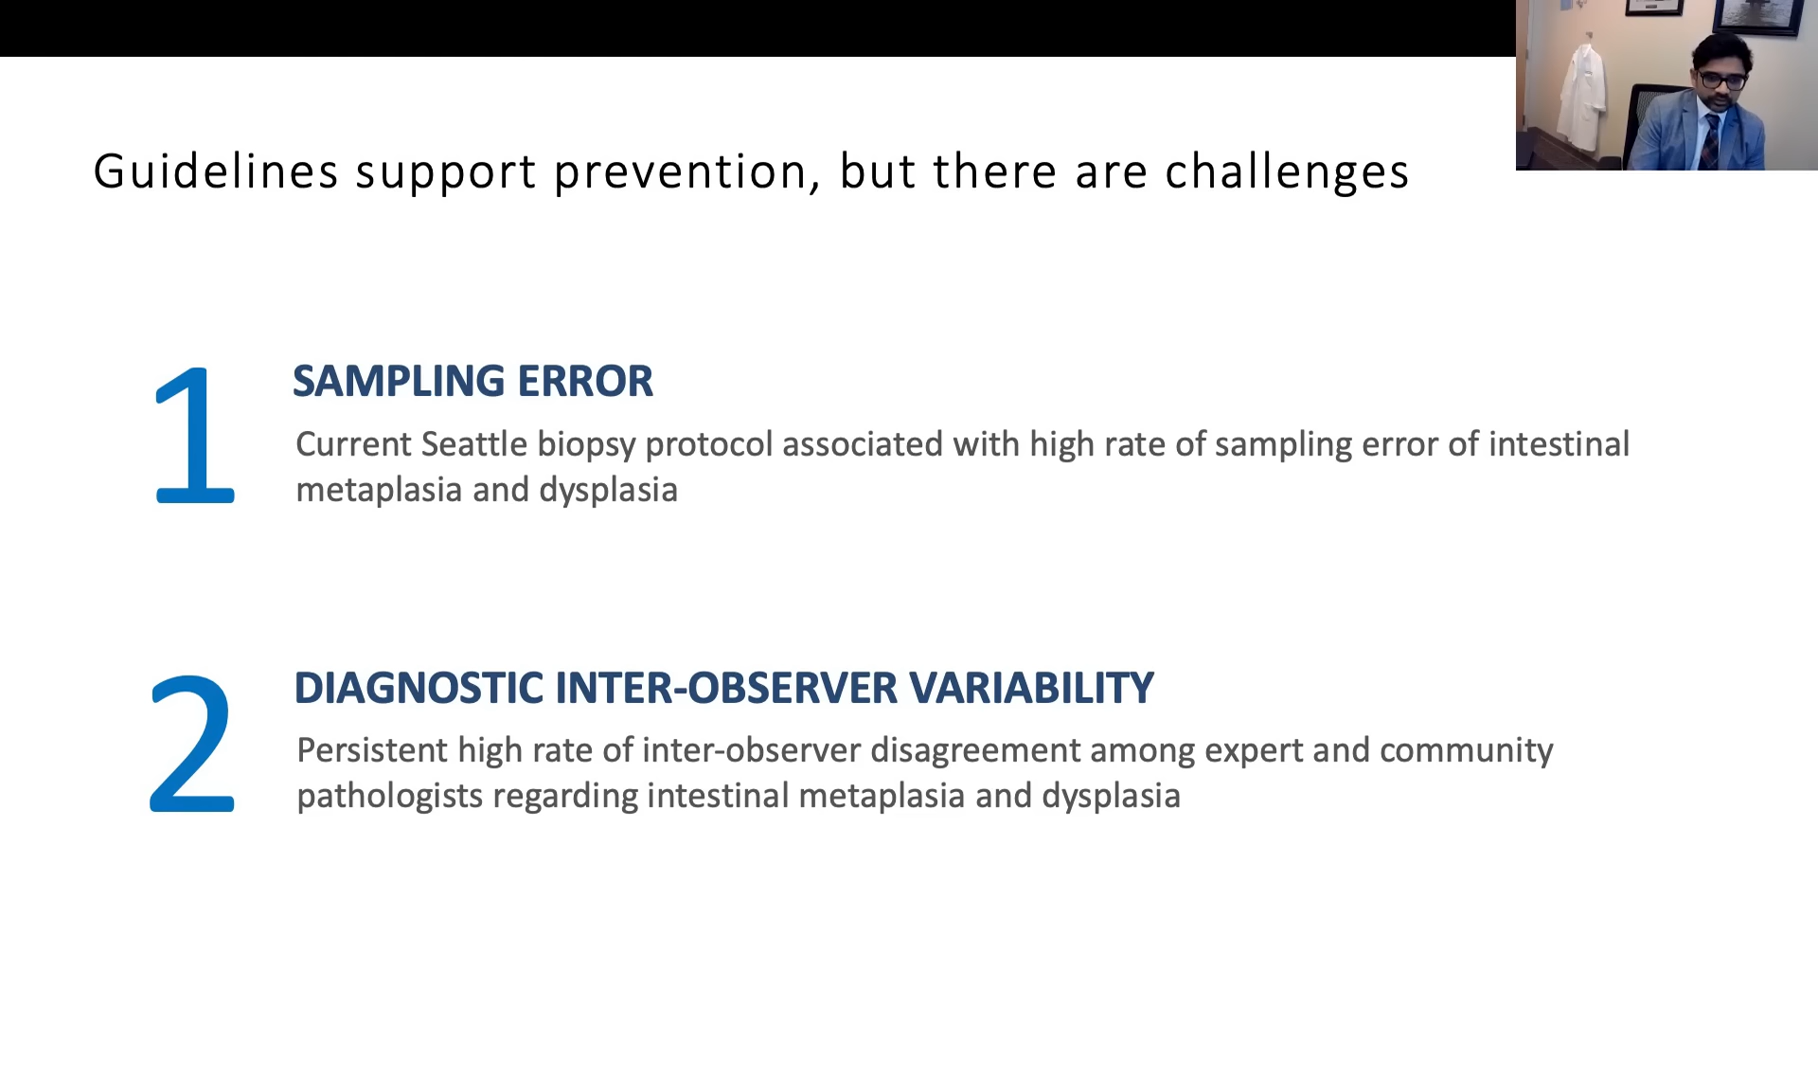 Guidelines support prevention, but there are challenges
1
SAMPLING ERROR
Current Seattle biopsy protocol associated with high rate of sampling error of intestinal
metaplasia and dysplasia
2
DIAGNOSTIC INTER-OBSERVER VARIABILITY
Persistent high rate of inter-observer disagreement among expert and community
pathologists regarding intestinal metaplasia and dysplasia